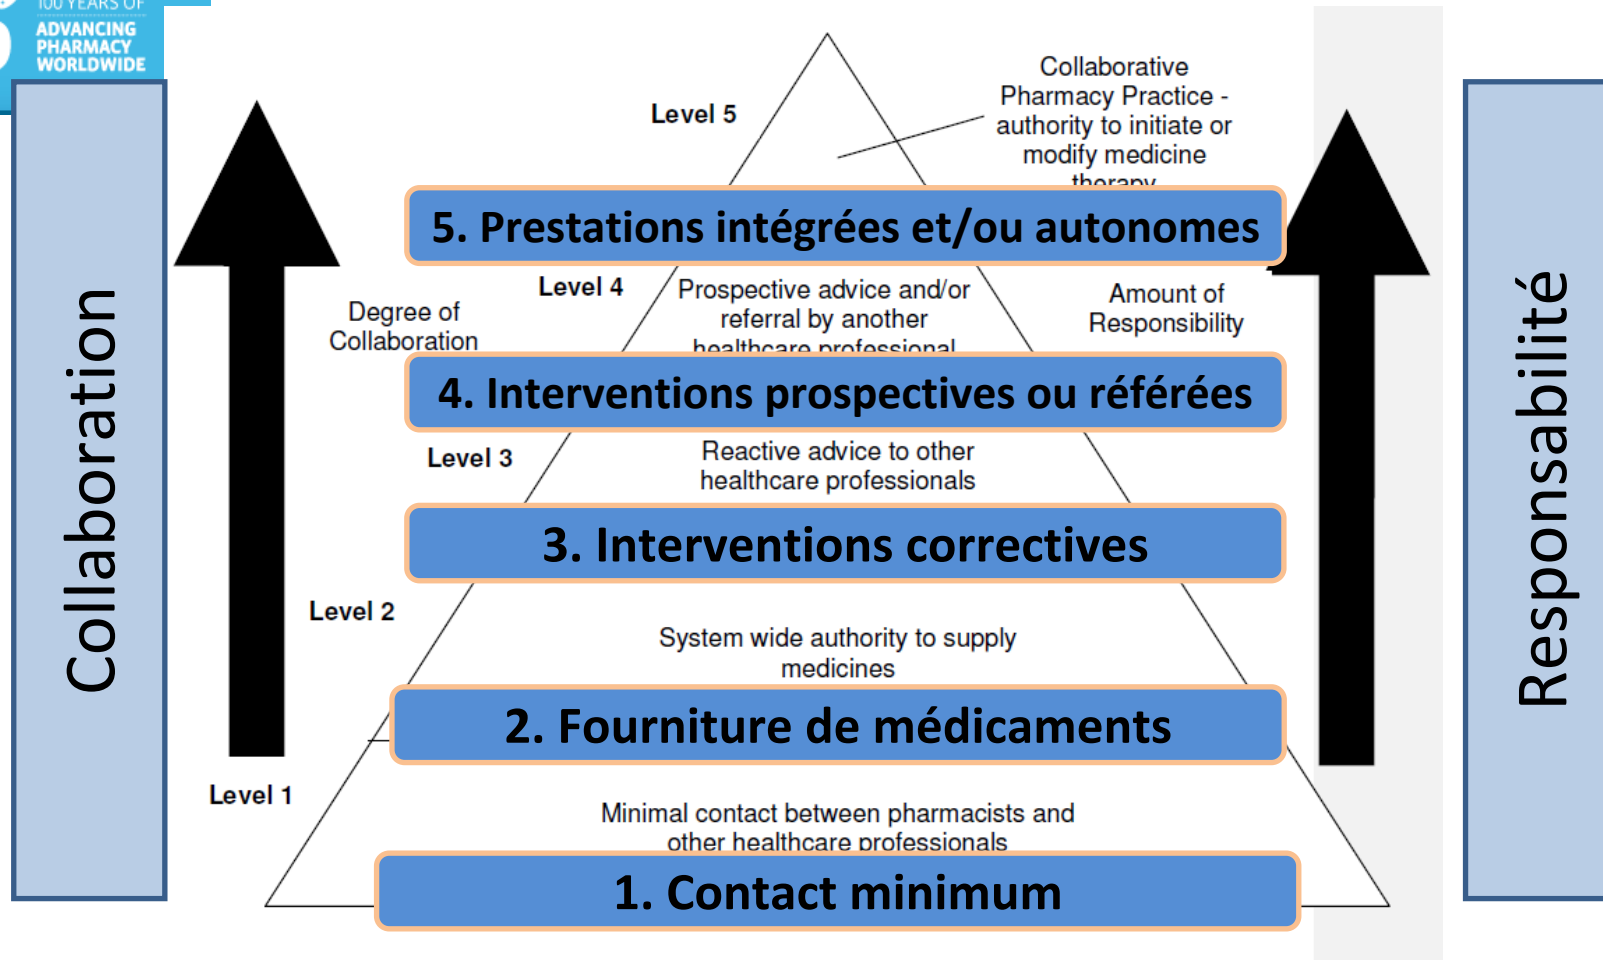 100 YEARS OF
ADVANCING
PHARMACY
WORLDWIDE
Collaboration
Responsabilité
Level 5
Collaborative
Pharmacy Practice -
authority to initiate or
modify medicine
therapy
5. Prestations intégrées et/ou autonomes
Level 4
Prospective advice and/or
referral by another
healthcare professional
Degree of
Collaboration
Amount of
Responsibility
4. Interventions prospectives ou référées
Level 3
Reactive advice to other
healthcare professionals
3. Interventions correctives
Level 2
System wide authority to supply
medicines
2. Fourniture de médicaments
Level 1
Minimal contact between pharmacists and
other healthcare professionals
1. Contact minimum